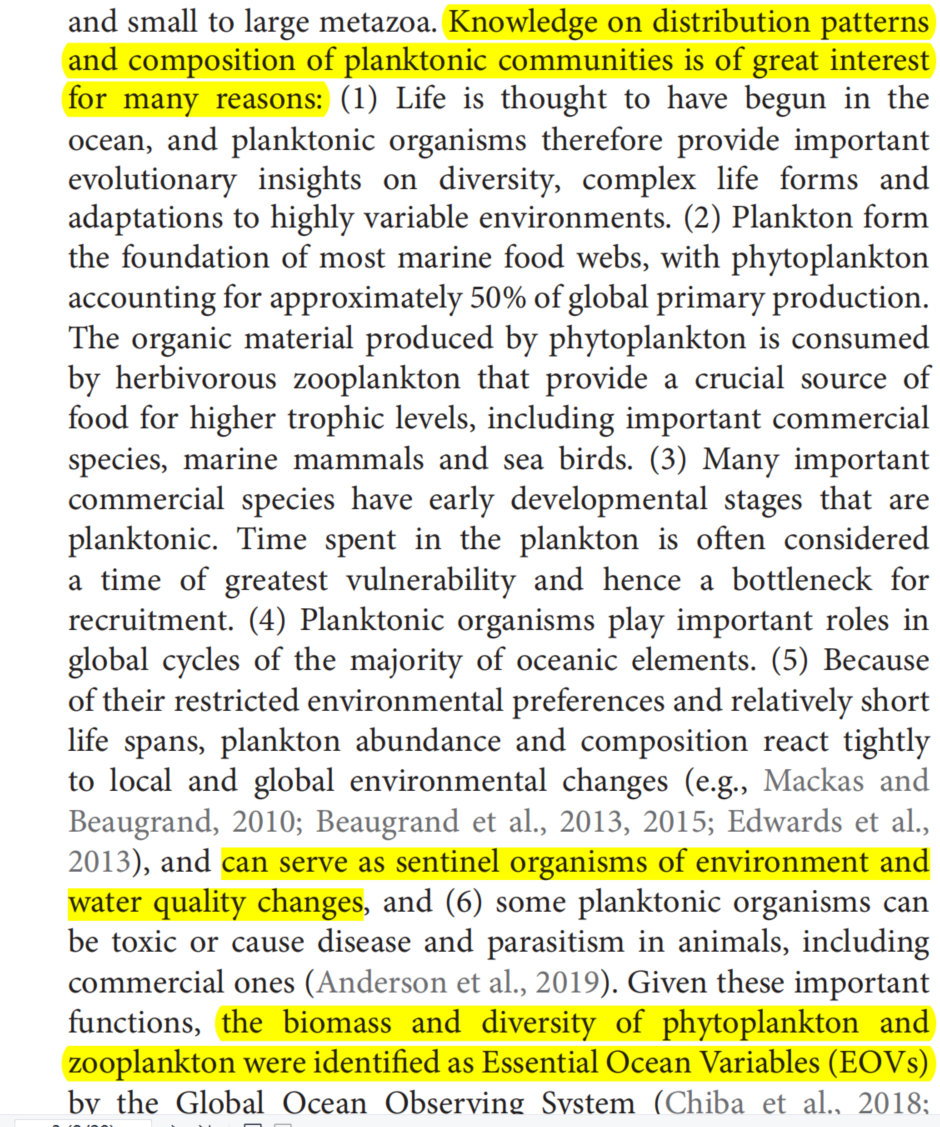 and small to large metazoa. Knowledge on distribution patterns
and composition of planktonic communities is of great interest
for many reasons: (1) Life is thought to have begun in the
ocean, and planktonic organisms therefore provide important
evolutionary insights on diversity, complex life forms and
adaptations to highly variable environments. (2) Plankton form
the foundation of most marine food webs, with phytoplankton
accounting for approximately 50% of global primary production.
The organic material produced by phytoplankton is consumed
by herbivorous zooplankton that provide a crucial source of
food for higher trophic levels, including important commercial
species, marine mammals and sea birds. (3) Many important
commercial species have early developmental stages that are
planktonic. Time spent in the plankton is often considered
a time of greatest vulnerability and hence a bottleneck for
recruitment. (4) Planktonic organisms play important roles in
global cycles of the majority of oceanic elements. (5) Because
of their restricted environmental preferences and relatively short
life spans, plankton abundance and composition react tightly
to local and global environmental changes (e.g., Mackas and
Beaugrand, 2010; Beaugrand et al., 2013, 2015; Edwards et al.,
2013), and can serve as sentinel organisms of environment and
water quality changes, and (6) some planktonic organisms can
be toxic or cause disease and parasitism in animals, including
commercial ones (Anderson et al., 2019). Given these important
functions, the biomass and diversity of phytoplankton and
zooplankton were identified as Essential Ocean Variables (EOVs)
by the Global Ocean Observing System (Chiba et al., 2018;